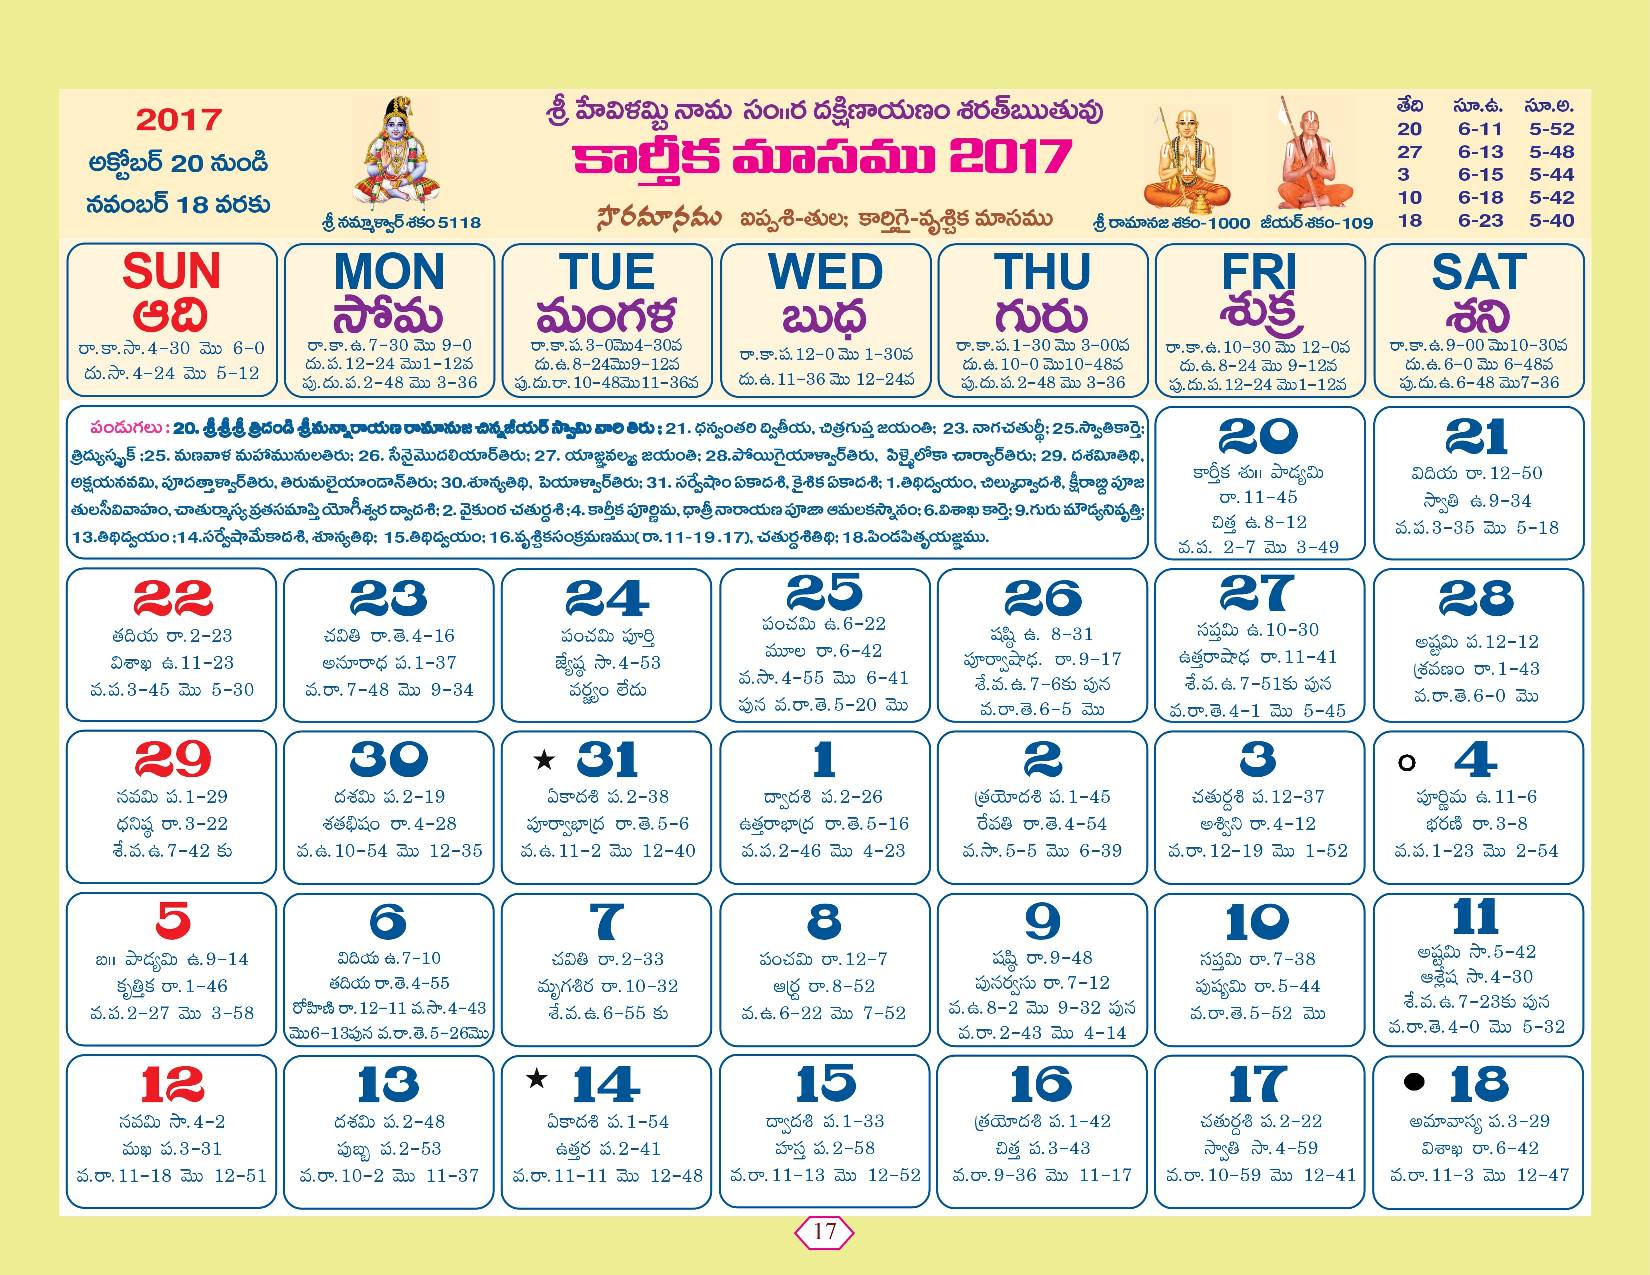 2017
అక్టోబర్ 20 నుండి
నవంబర్ 18 వరకు
శ్రీ నమ్మాళ్వార్ శకం 5118
శ్రీ హేవిళమ్బి నామ సం॥ర దక్షిణాయణం శరత్‌ఋతువు
కార్తీక మాసము 2017
సౌరమానము ఐప్పశి-తుల; కార్తిగై-వృశ్చిక మాసము
శ్రీ రామానజ శకం-1000 జీయర్ శకం-109
తేది సూ.ఉ. సూ.అ.
20 6-11 5-52
27 6-13 5-48
3 6-15 5-44
10 6-18 5-42
18 6-23 5-40
SUN
ఆది
రా.కా.సా.4-30 మొ 6-0
దు.సా.4-24 మొ 5-12
MON
సోమ
రా.కా.ఉ.7-30 మొ 9-0
దు.ప.12-24 మొ1-12వ
పు.దు.ప.2-48 మొ 3-36
TUE
మంగళ
రా.కా.ప.3-0మొ4-30వ
దు.ఉ.8-24మొ9-12వ
పు.దు.రా.10-48మొ11-36వ
WED
బుధ
రా.కా.ప.12-0 మొ 1-30వ
దు.ఉ.11-36 మొ 12-24వ
THU
గురు
రా.కా.ప.1-30 మొ 3-00వ
దు.ఉ.10-0 మొ10-48వ
పు.దు.ప.2-48 మొ 3-36
FRI
శుక్ర
రా.కా.ఉ.10-30 మొ 12-0వ
దు.ఉ.8-24 మొ 9-12వ
పు.దు.ప.12-24 మొ1-12వ
SAT
శని
రా.కా.ఉ.9-00 మొ10-30వ
దు.ఉ.6-0 మొ 6-48వ
పు.దు.ఉ.6-48 మొ7-36
పండుగలు : 20. శ్రీశ్రీశ్రీ త్రిదండి శ్రీమన్నారాయణ రామానుజ చిన్నజీయర్ స్వామి వారి తిరు ; 21. ధన్వంతరి ద్వితీయ, చిత్రగుప్త జయంతి; 23. నాగచతుర్థీ; 25.స్వాతికార్తె;
త్రిద్యుస్పృక్ ;25. మణవాళ మహామునులతిరు; 26. సేనైమొదలియార్‌తిరు; 27. యాజ్ఞవల్క్య జయంతి; 28.పోయిగైయాళ్వార్‌తిరు, పిళ్ళైలోకా చార్యార్‌తిరు; 29. దశమితిథి,
అక్షయనవమి, పూదత్తాళ్వార్‌తిరు, తిరుమలైయాండాన్‌తిరు; 30.శూన్యతిథి, పెయాళ్వార్‌తిరు; 31. సర్వేషాం ఏకాదశి, కైశిక ఏకాదశి; 1.తిథిద్వయం, చిల్కుద్వాదశి, క్షీరాబ్ది పూజ
తులసీవివాహం, చాతుర్మాస్య వ్రతసమాప్తి యోగీశ్వర ద్వాదశి; 2. వైకుంఠ చతుర్దశి ;4. కార్తీక పూర్ణిమ, ధాత్రీ నారాయణ పూజా ఆమలకస్నానం; 6.విశాఖ కార్తె; 9.గురు మౌఢ్యనివృత్తి;
13.తిథిద్వయం ;14.సర్వేషామేకాదశి, శూన్యతిథి; 15.తిథిద్వయం; 16.వృశ్చికసంక్రమణము( రా.11-19 .17), చతుర్దశితిథి; 18.పిండపితృయజ్ఞము.
20
కార్తీక శు॥ పాడ్యమి
రా.11-45
చిత్త ఉ.8-12
వ.ప. 2-7 మొ 3-49
21
విదియ రా.12-50
స్వాతి ఉ.9-34
వ.ప.3-35 మొ 5-18
22
తదియ రా.2-23
విశాఖ ఉ.11-23
వ.ప.3-45 మొ 5-30
23
చవితి రా.తె.4-16
అనూరాధ ప.1-37
వ.రా.7-48 మొ 9-34
24
పంచమి పూర్తి
జ్యేష్ఠ సా.4-53
వర్జ్యం లేదు
25
పంచమి ఉ.6-22
మూల రా.6-42
వ.సా.4-55 మొ 6-41
పున వ.రా.తె.5-20 మొ
26
షష్ఠి ఉ. 8-31
పూర్వాషాఢ. రా.9-17
శే.వ.ఉ.7-6కు పున
వ.రా.తె.6-5 మొ
27
సప్తమి ఉ.10-30
ఉత్తరాషాఢ రా.11-41
శే.వ.ఉ.7-51కు పున
వ.రా.తె.4-1 మొ 5-45
28
అష్టమి ప.12-12
శ్రవణం రా.1-43
వ.రా.తె.6-0 మొ
29
నవమి ప.1-29
ధనిష్ఠ రా.3-22
శే.వ.ఉ.7-42 కు
30
దశమి ప.2-19
శతభిషం రా.4-28
వ.ఉ.10-54 మొ 12-35
★ 31
ఏకాదశి ప.2-38
పూర్వాభాద్ర రా.తె.5-6
వ.ఉ.11-2 మొ 12-40
1
ద్వాదశి ప.2-26
ఉత్తరాభాద్ర రా.తె.5-16
వ.ప.2-46 మొ 4-23
2
త్రయోదశి ప.1-45
రేవతి రా.తె.4-54
వ.సా.5-5 మొ 6-39
3
చతుర్దశి ప.12-37
అశ్విని రా.4-12
వ.రా.12-19 మొ 1-52
4
పూర్ణిమ ఉ.11-6
భరణి రా.3-8
వ.ప.1-23 మొ 2-54
5
బ॥ పాడ్యమి ఉ.9-14
కృత్తిక రా.1-46
వ.ప.2-27 మొ 3-58
6
విదియ ఉ.7-10
తదియ రా.తె.4-55
రోహిణి రా.12-11 వ.సా.4-43
మొ6-13పున వ.రా.తె.5-26మొ
7
చవితి రా.2-33
మృగశిర రా.10-32
శే.వ.ఉ.6-55 కు
8
పంచమి రా.12-7
ఆర్ద్ర రా.8-52
వ.ఉ.6-22 మొ 7-52
9
షష్ఠి రా.9-48
పునర్వసు రా.7-12
వ.ఉ.8-2 మొ 9-32 పున
వ.రా.2-43 మొ 4-14
10
సప్తమి రా.7-38
పుష్యమి రా.5-44
వ.రా.తె.5-52 మొ
11
అష్టమి సా.5-42
ఆశ్లేష సా.4-30
శే.వ.ఉ.7-23కు పున
వ.రా.తె.4-0 మొ 5-32
12
నవమి సా.4-2
మఖ ప.3-31
వ.రా.11-18 మొ 12-51
13
దశమి ప.2-48
పుబ్బ ప.2-53
వ.రా.10-2 మొ 11-37
★ 14
ఏకాదశి ప.1-54
ఉత్తర ప.2-41
వ.రా.11-11 మొ 12-48
15
ద్వాదశి ప.1-33
హస్త ప.2-58
వ.రా.11-13 మొ 12-52
16
త్రయోదశి ప.1-42
చిత్త ప.3-43
వ.రా.9-36 మొ 11-17
17
చతుర్దశి ప.2-22
స్వాతి సా.4-59
వ.రా.10-59 మొ 12-41
18
అమావాస్య ప.3-29
విశాఖ రా.6-42
వ.రా.11-3 మొ 12-47
17